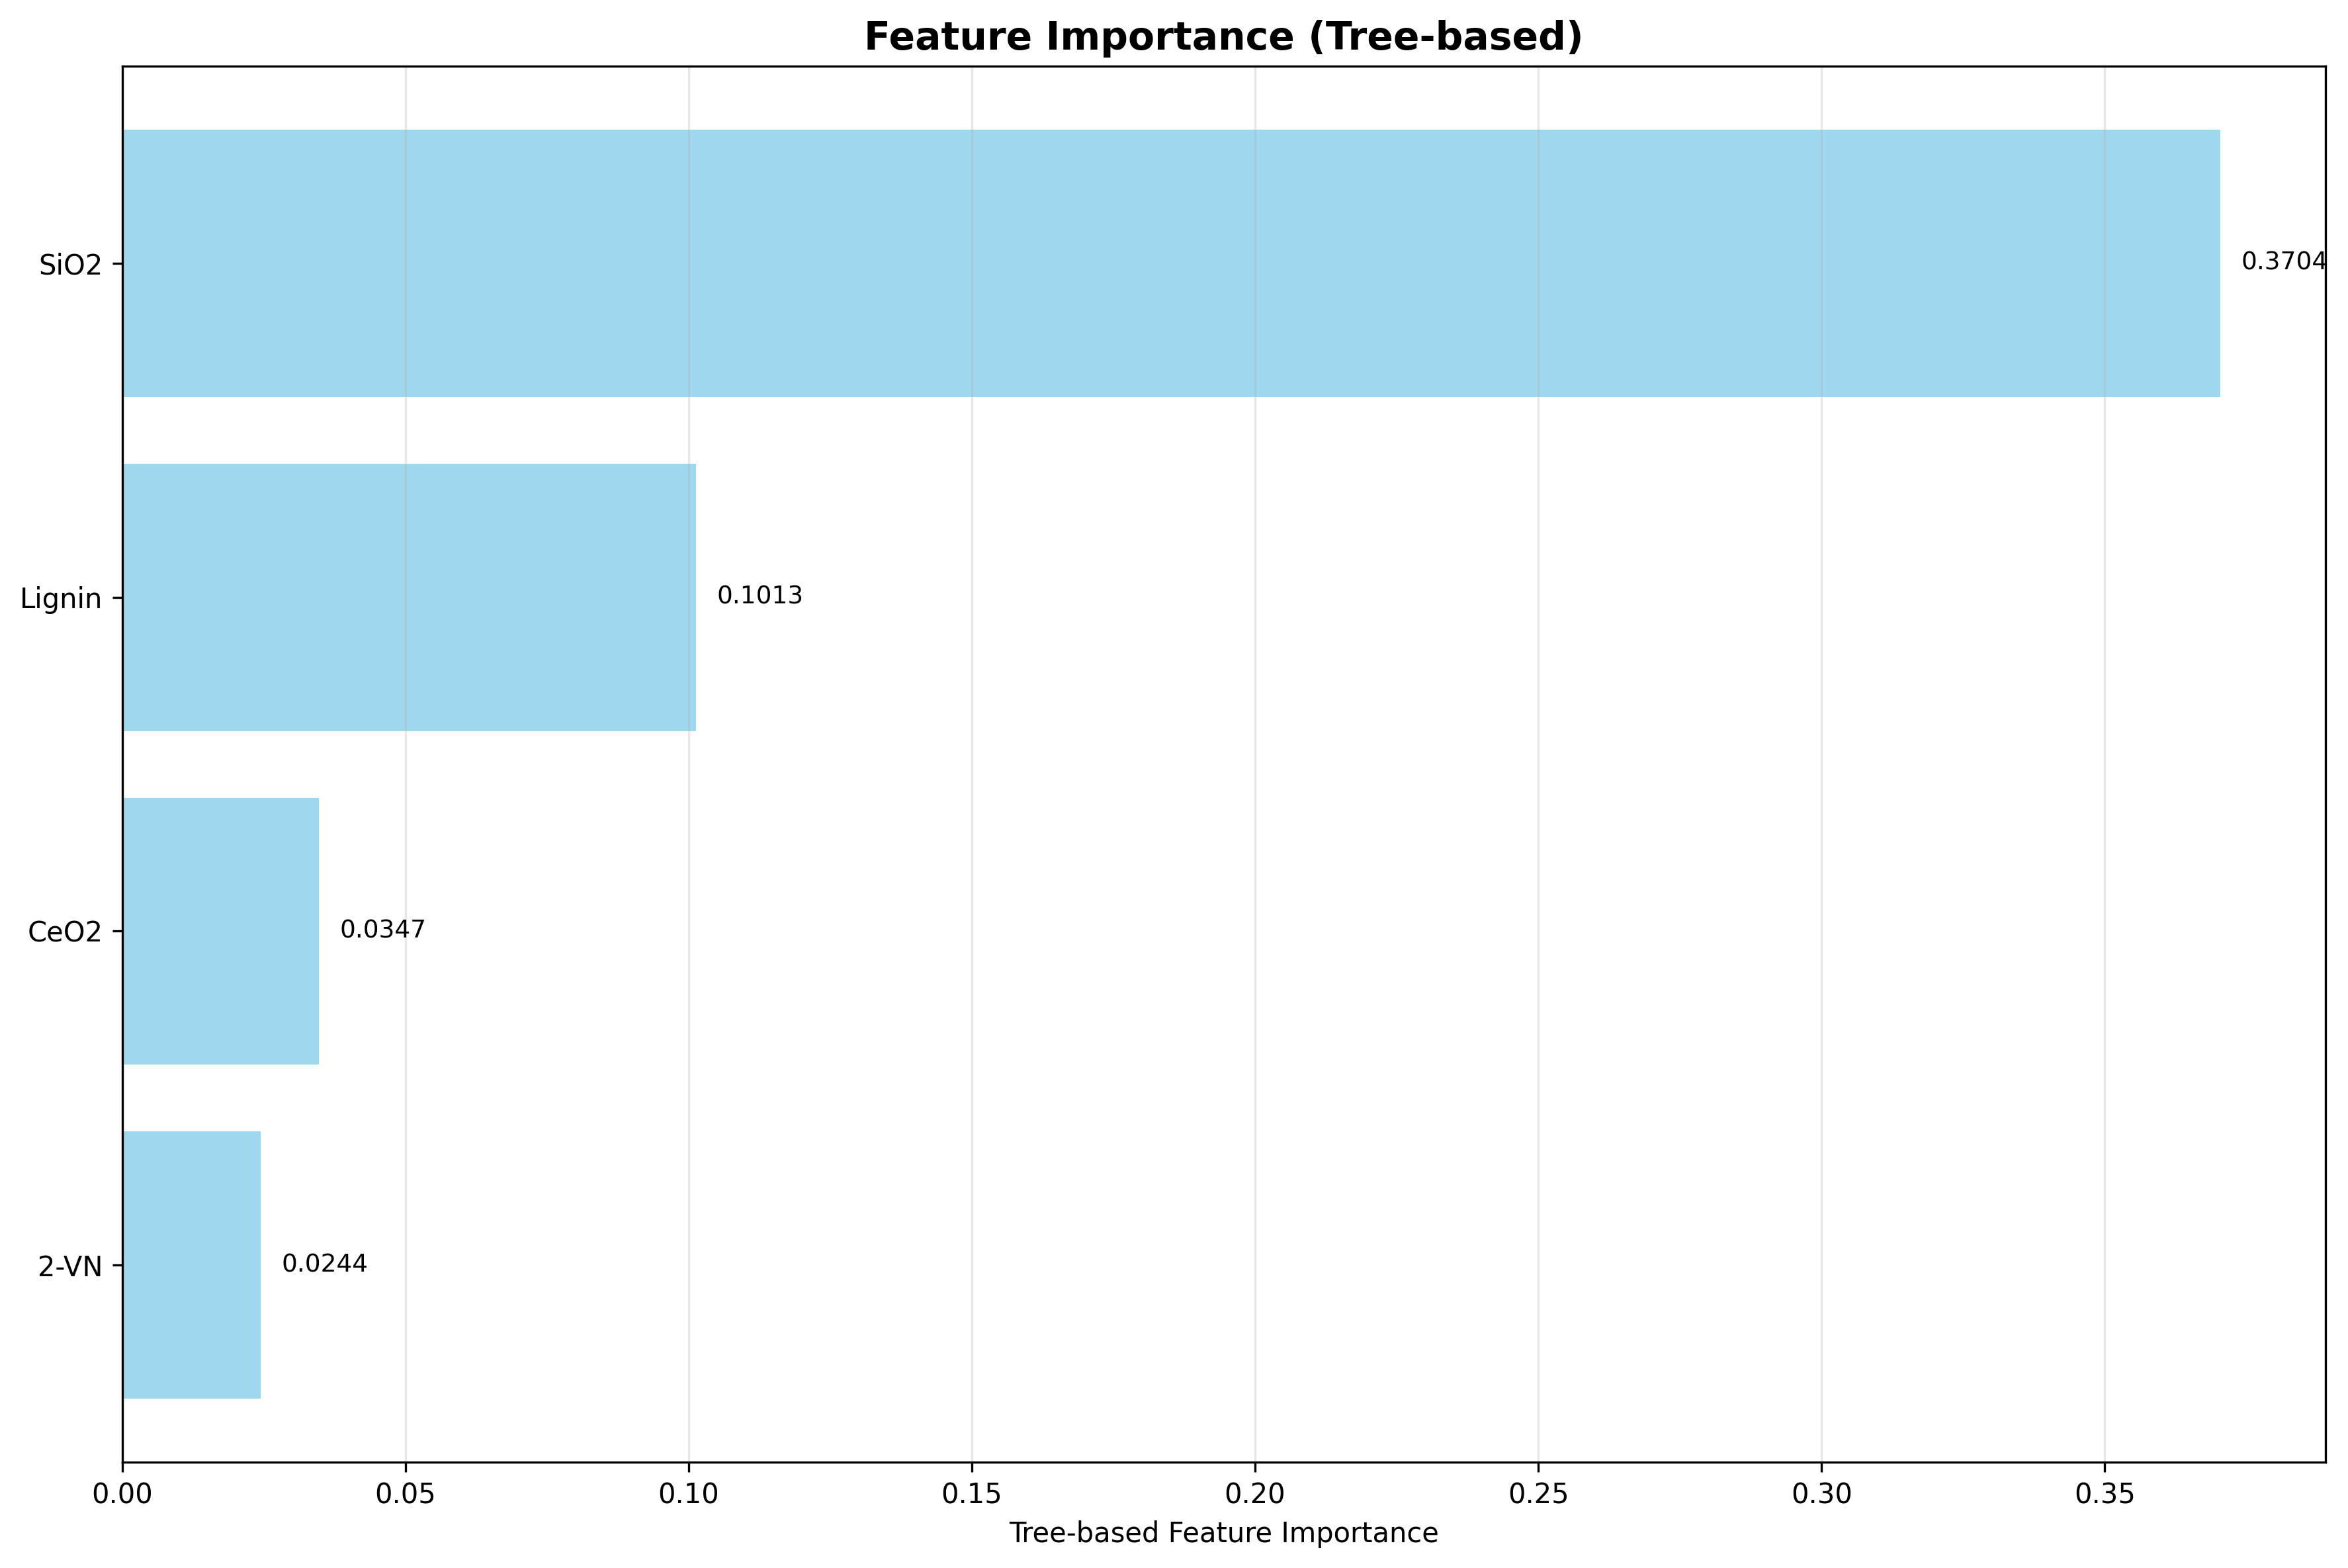 Feature Importance (Tree-based)
SiO2
0.3704
Lignin
0.1013
CeO2
0.0347
2-VN
0.0244
0.00 0.05 0.10 0.15 0.20 0.25 0.30 0.35
Tree-based Feature Importance